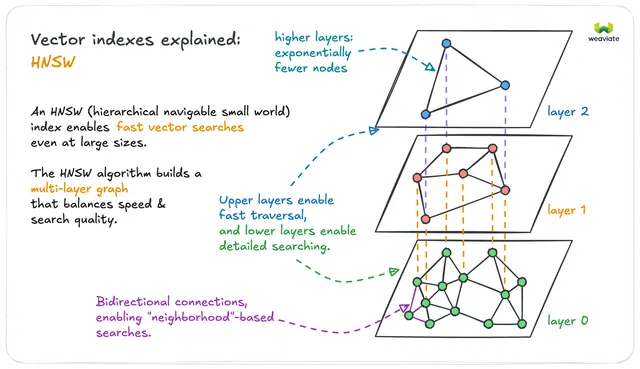 Vector indexes explained:
HNSW
An HNSW (hierarchical navigable small world)
index enables fast vector searches
even at large sizes.
The HNSW algorithm builds a
multi-layer graph
that balances speed &
search quality.
higher layers:
exponentially
fewer nodes
weaviate
layer 2
Upper layers enable
fast traversal,
and lower layers enable
detailed searching.
layer 1
Bidirectional connections,
enabling "neighborhood"-based
searches.
layer 0